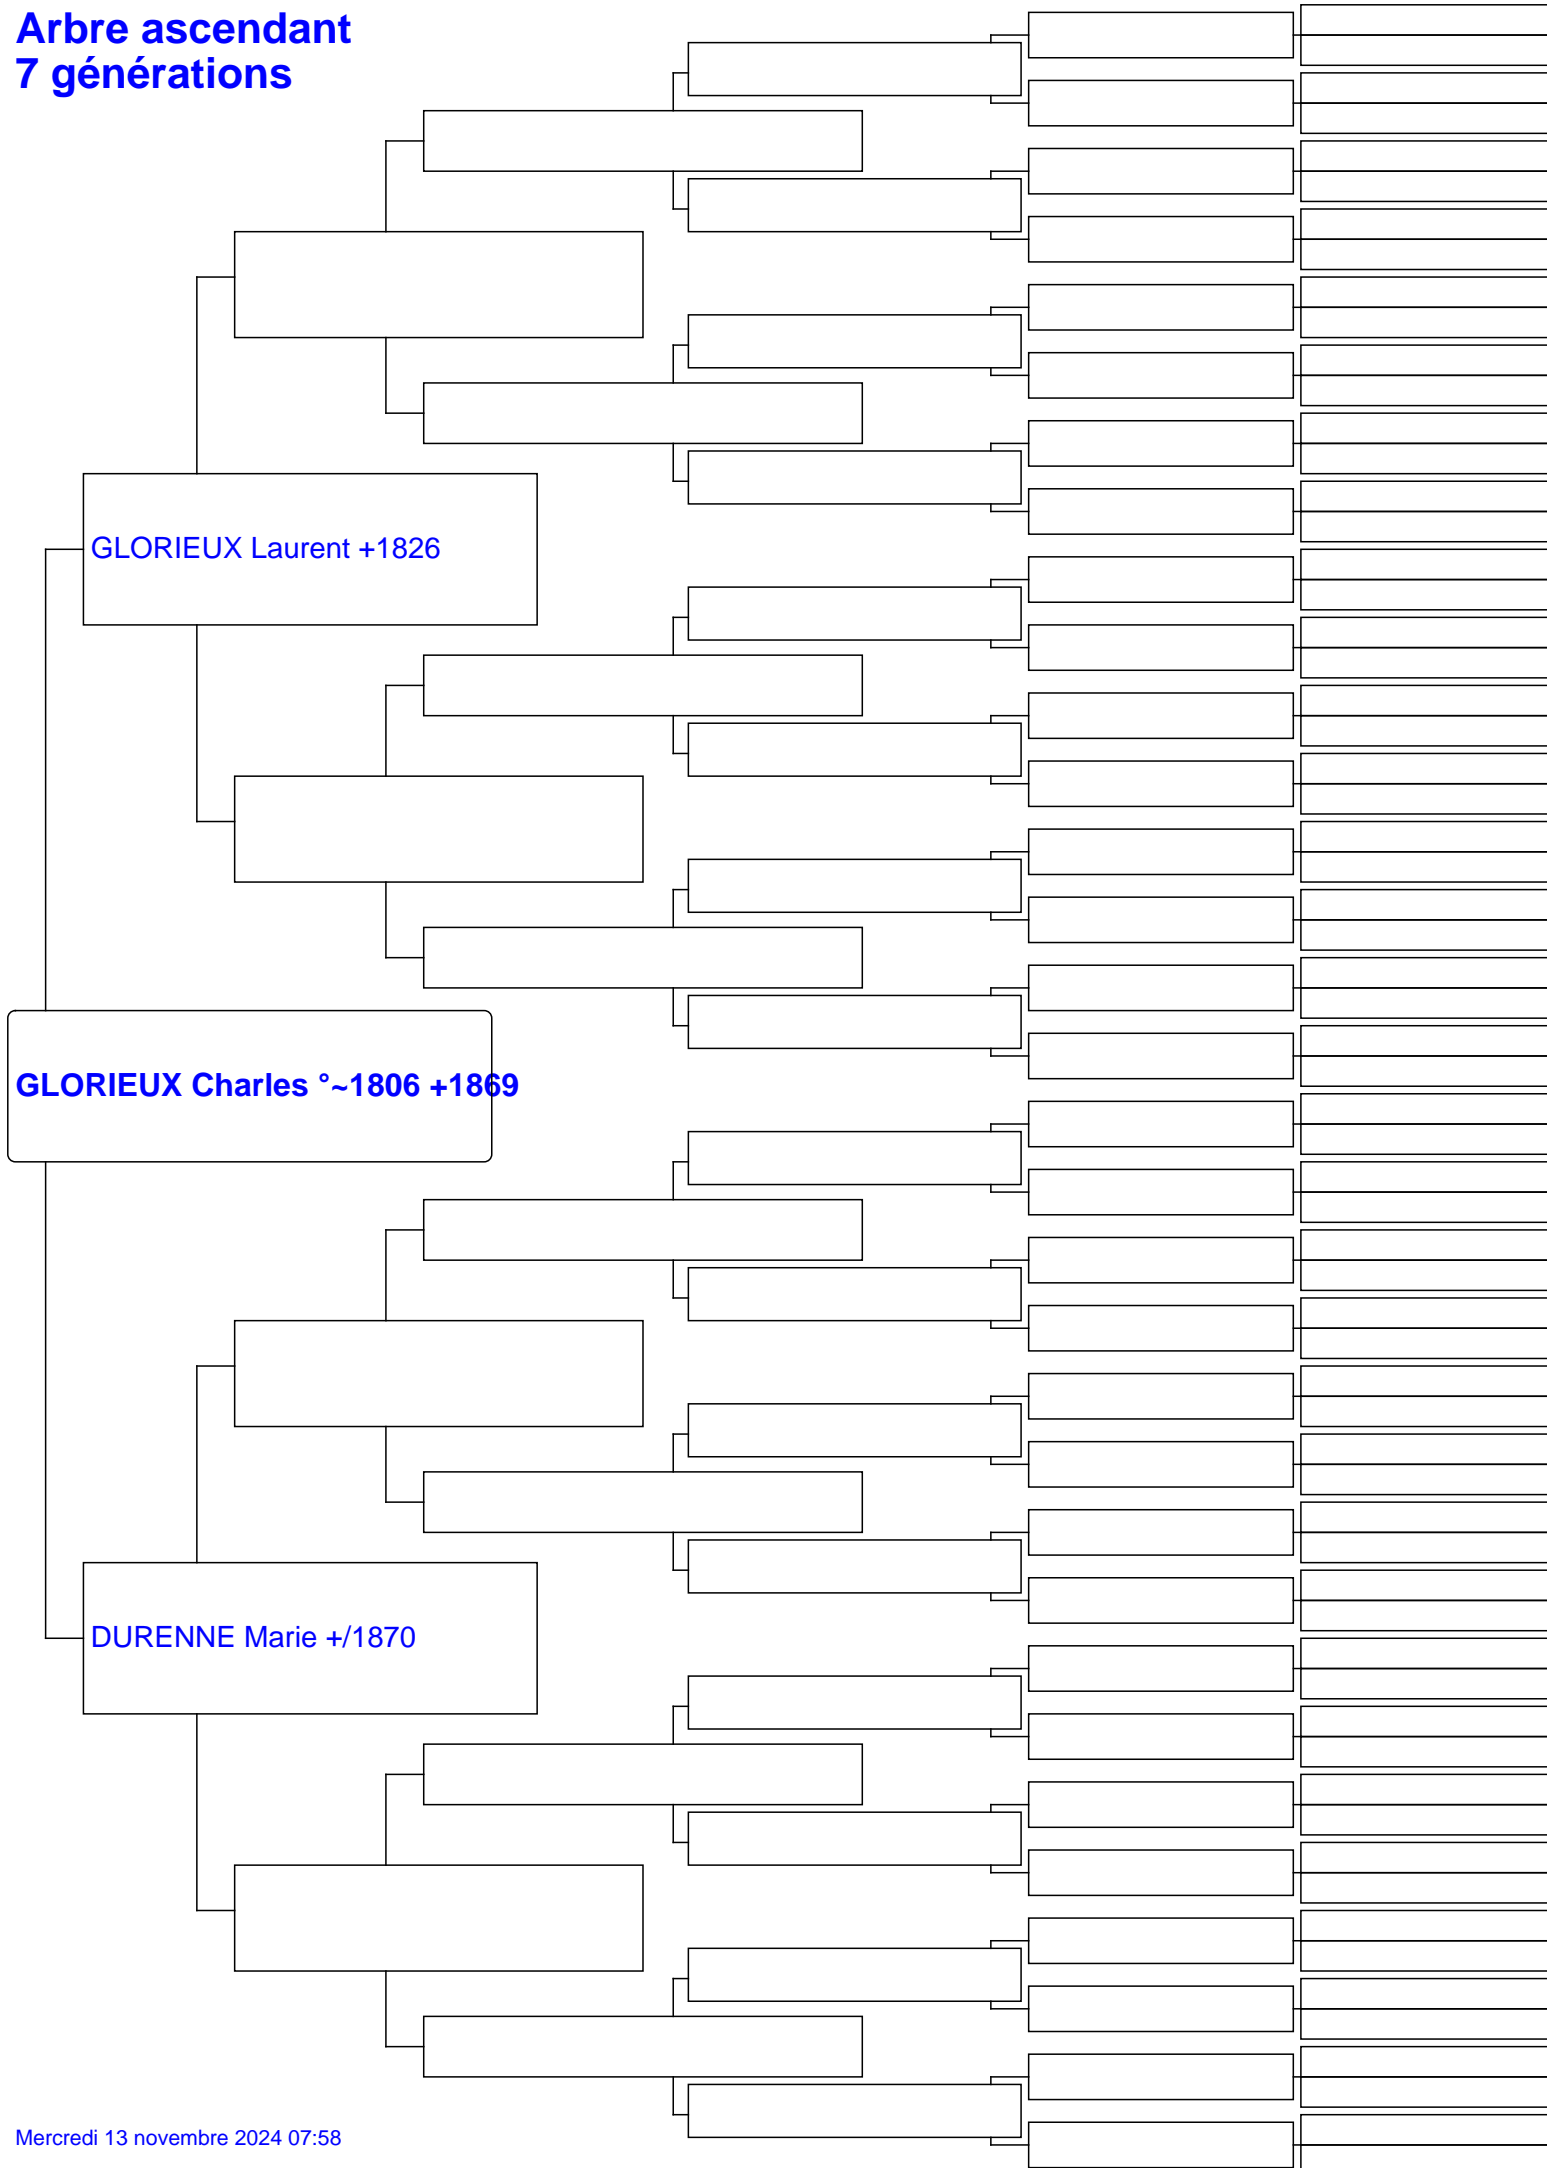 Arbre ascendant
7 générations
GLORIEUX Laurent +1826
GLORIEUX Charles °~1806 +1869
DURENNE Marie +/1870
Mercredi 13 novembre 2024 07:58